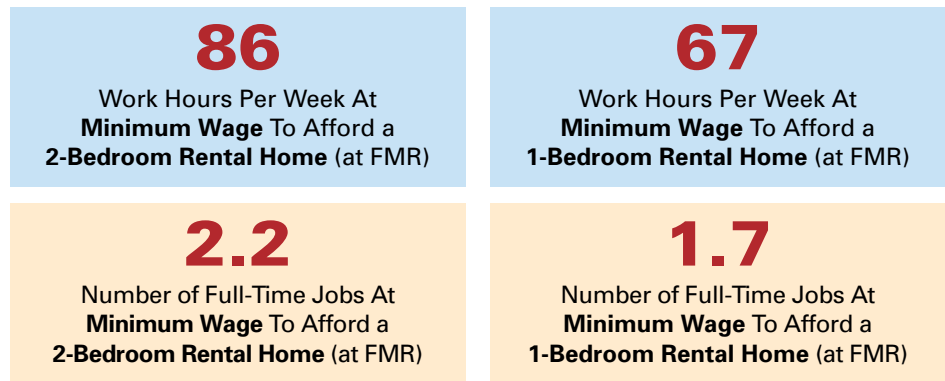 86
Work Hours Per Week At
Minimum Wage To Afford a
2-Bedroom Rental Home (at FMR)
67
Work Hours Per Week At
Minimum Wage To Afford a
1-Bedroom Rental Home (at FMR)
2.2
Number of Full-Time Jobs At
Minimum Wage To Afford a
2-Bedroom Rental Home (at FMR)
1.7
Number of Full-Time Jobs At
Minimum Wage To Afford a
1-Bedroom Rental Home (at FMR)